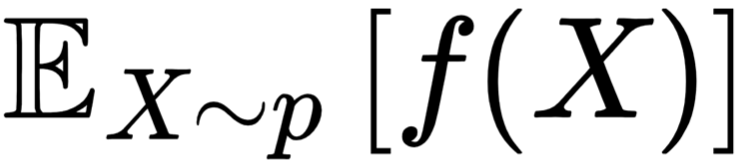 𝔼_{X∼p} [f(X)]